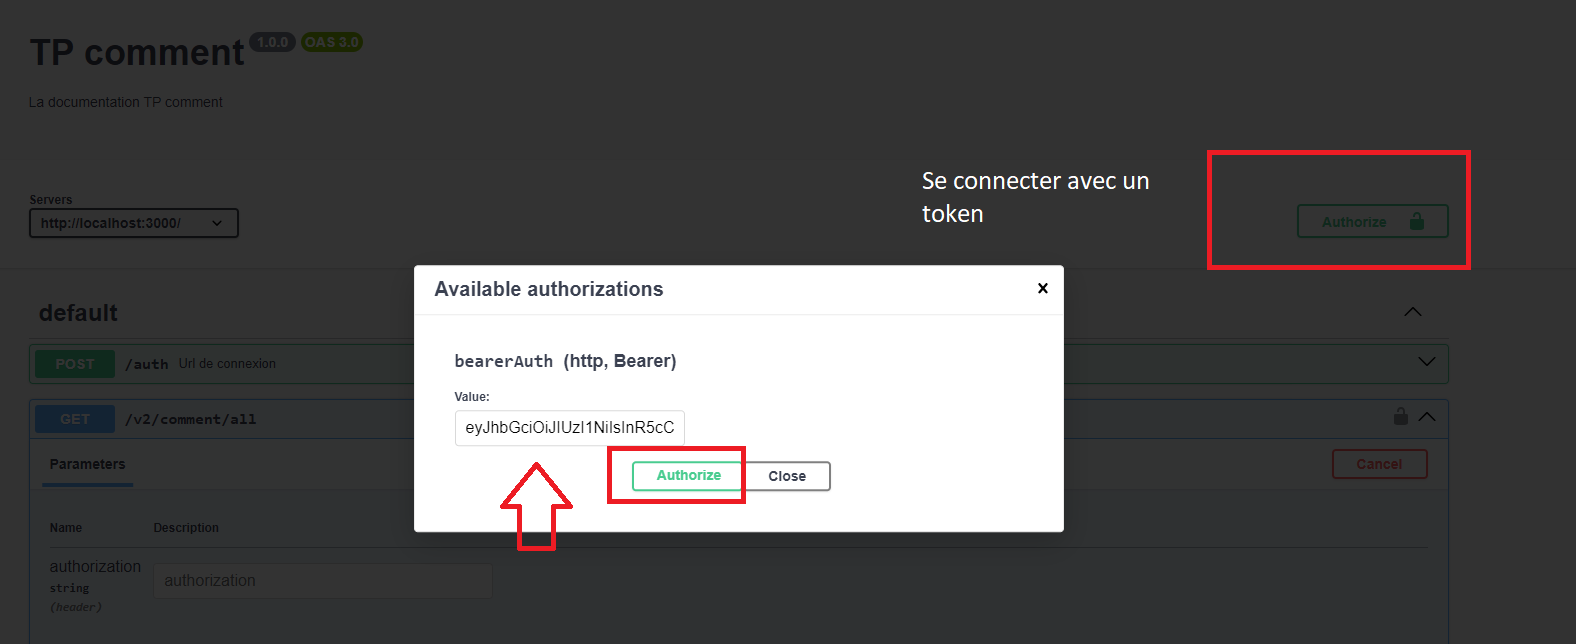 TP comment 1.0.0 OAS 3.0
La documentation TP comment
Se connecter avec un
token
Servers
http://localhost:3000/
Authorize
Available authorizations
default
bearerAuth (http, Bearer)
POST /auth Url de connexion
Value:
GET /v2/comment/all
eyJhbGciOiJIUzI1NiIsInR5cC
Parameters
Cancel
Authorize
Close
Name Description
authorization
string
(header)
authorization